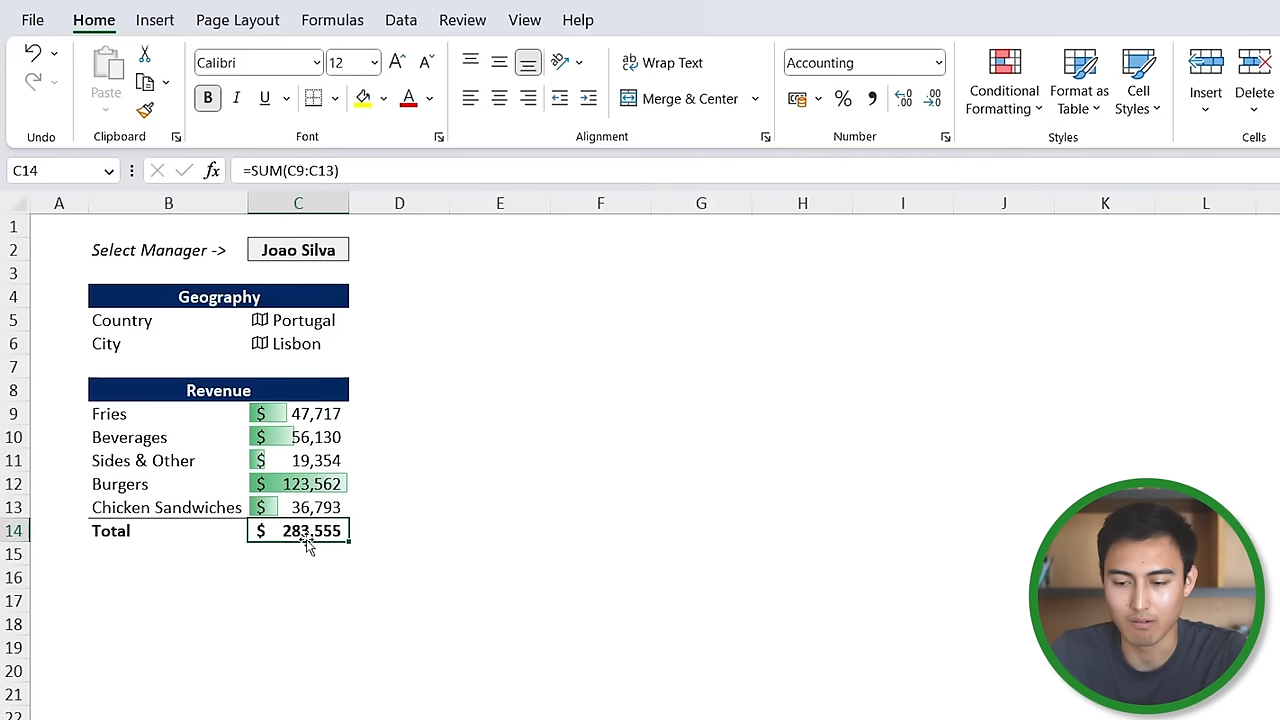 File Home Insert Page Layout Formulas Data Review View Help
Calibri 12 A A Wrap Text Accounting
Paste B I U A Merge & Center % , .00 .00 Conditional Formatting Format as Table Cell Styles Insert Delete
Undo Clipboard Font Alignment Number Styles Cells
C14 fx =SUM(C9:C13)
A B C D E F G H I J K L
1
2 Select Manager -> Joao Silva
3
4 Geography
5 Country Portugal
6 City Lisbon
7
8 Revenue
9 Fries $ 47,717
10 Beverages $ 56,130
11 Sides & Other $ 19,354
12 Burgers $ 123,562
13 Chicken Sandwiches $ 36,793
14 Total $ 283,555
15
16
17
18
19
20
21
22